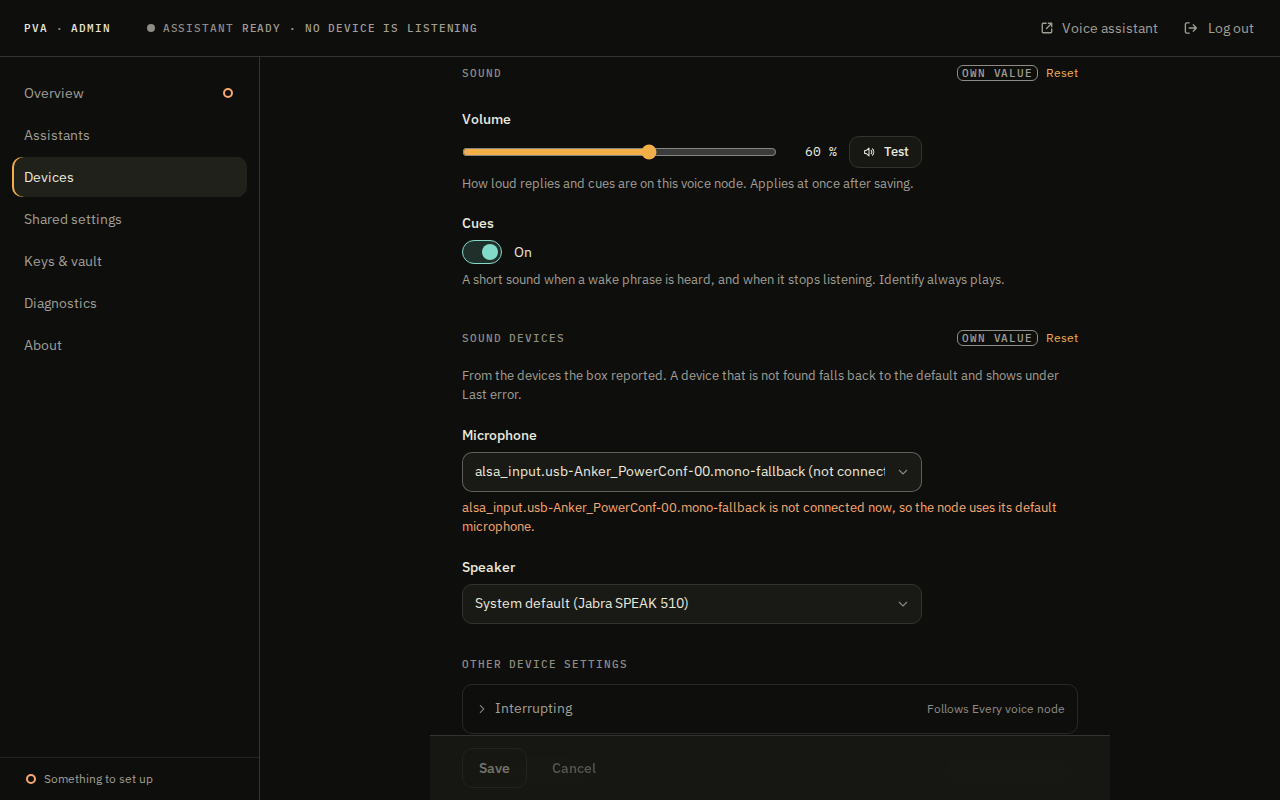 PVA · ADMIN
ASSISTANT READY · NO DEVICE IS LISTENING
Voice assistant
Log out
Overview
Assistants
Devices
Shared settings
Keys & vault
Diagnostics
About
Something to set up
SOUND
OWN VALUE
Reset
Volume
60 %
Test
How loud replies and cues are on this voice node. Applies at once after saving.
Cues
On
A short sound when a wake phrase is heard, and when it stops listening. Identify always plays.
SOUND DEVICES
OWN VALUE
Reset
From the devices the box reported. A device that is not found falls back to the default and shows under
Last error.
Microphone
alsa_input.usb-Anker_PowerConf-00.mono-fallback (not connect
alsa_input.usb-Anker_PowerConf-00.mono-fallback is not connected now, so the node uses its default
microphone.
Speaker
System default (Jabra SPEAK 510)
OTHER DEVICE SETTINGS
Interrupting
Follows Every voice node
Save
Cancel